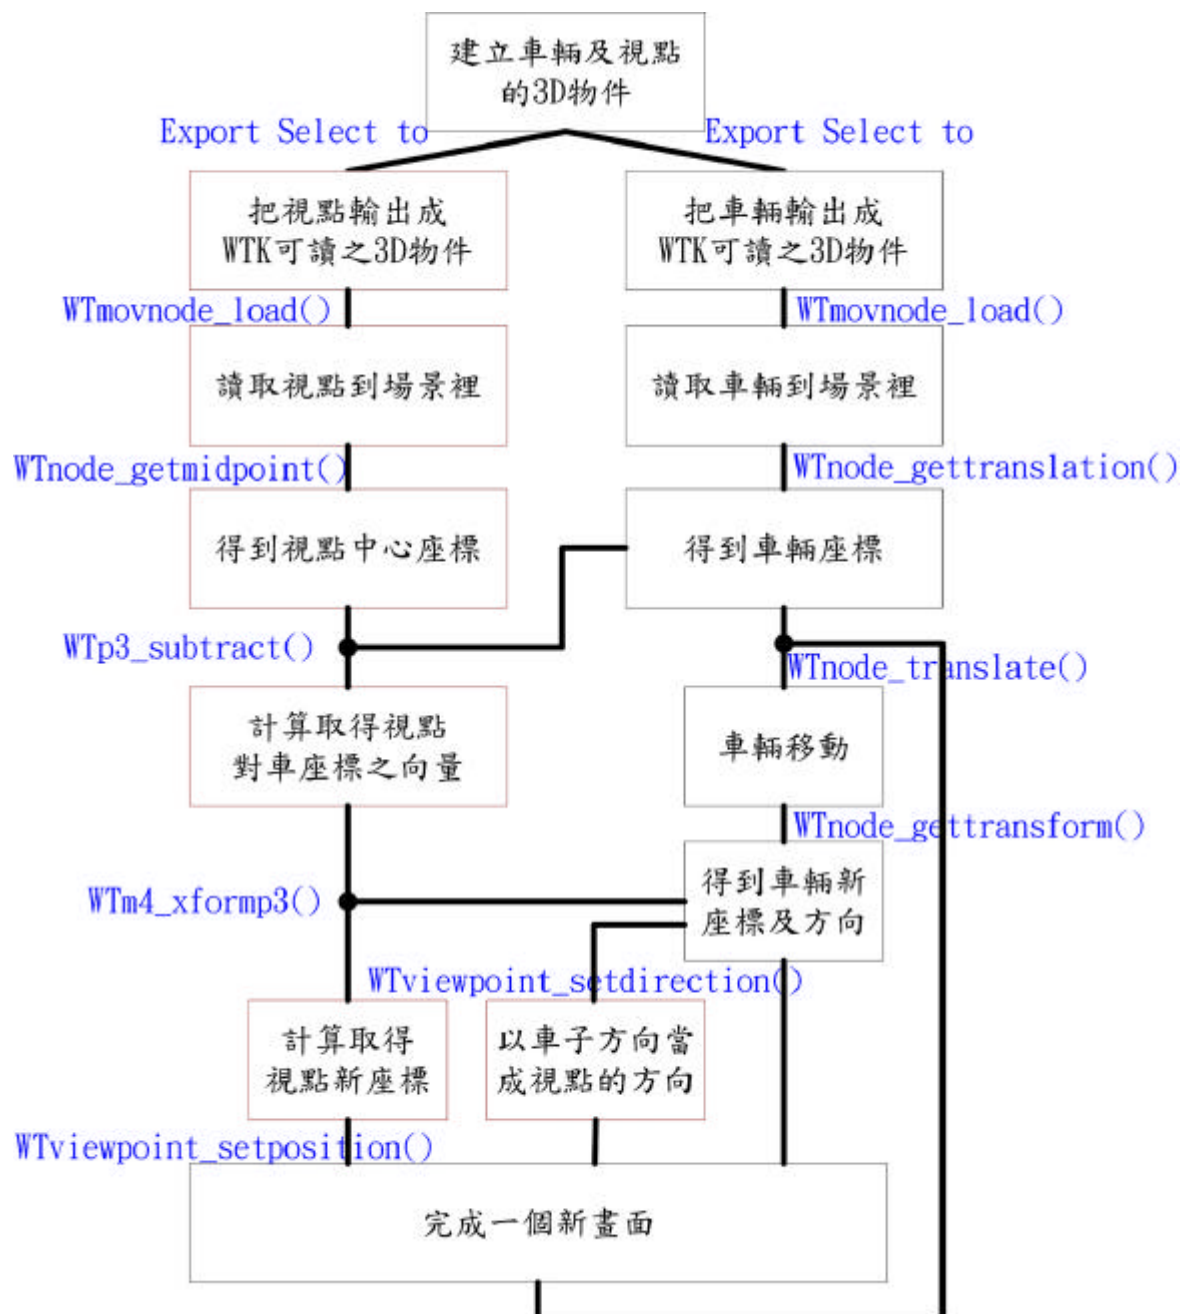 建立車輛及視點
的3D物件
Export Select to
Export Select to
把視點輸出成
WTK可讀之3D物件
把車輛輸出成
WTK可讀之3D物件
WTmovnode_load()
WTmovnode_load()
讀取視點到場景裡
讀取車輛到場景裡
WTnode_getmidpoint()
WTnode_gettranslation()
得到視點中心座標
得到車輛座標
WTp3_subtract()
WTnode_translate()
計算取得視點
對車座標之向量
車輛移動
WTnode_gettransform()
得到車輛新
座標及方向
WTm4_xformp3()
WTviewpoint_setdirection()
計算取得
視點新座標
以車子方向當
成視點的方向
WTviewpoint_setposition()
完成一個新畫面